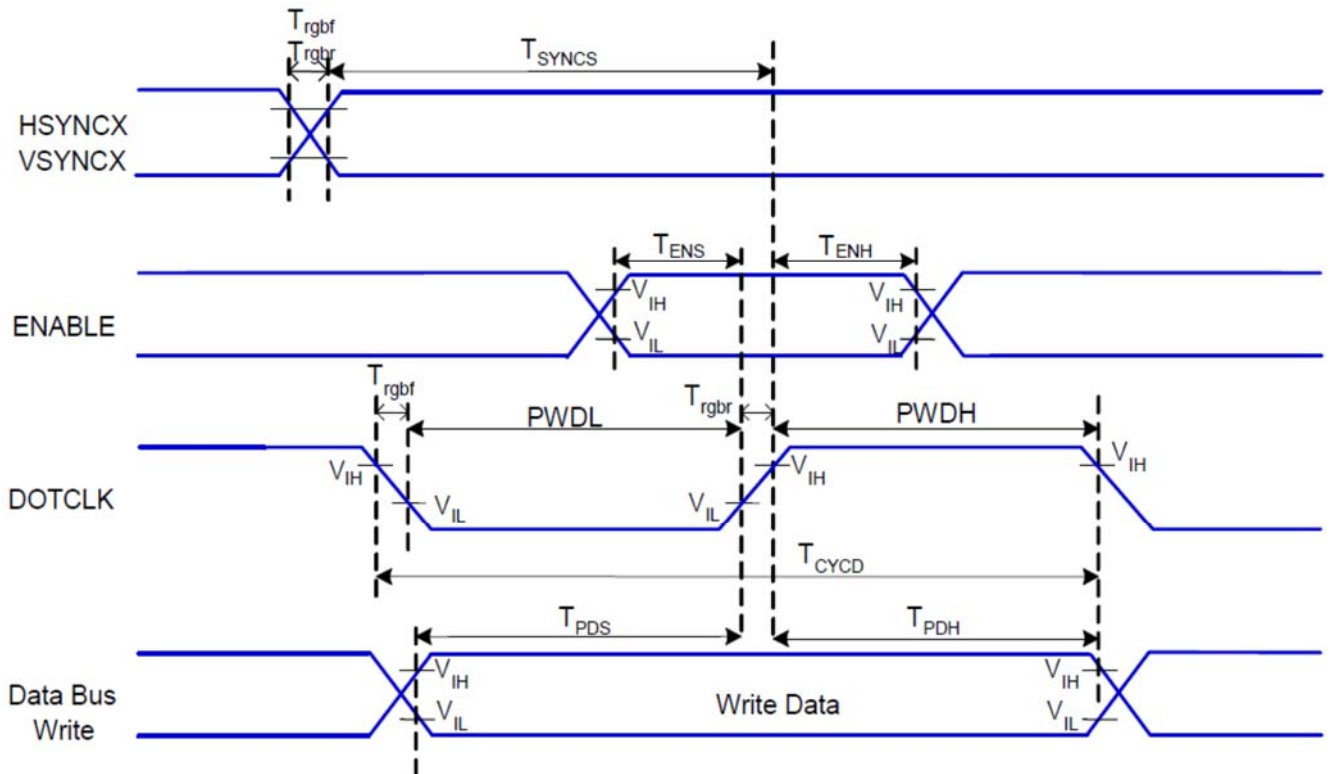 Trgbf
Trgbr
TSYNCS
HSYNCX
VSYNCX
TENS
TENH
VIH
VIH
ENABLE
VIL
VIL
Trgbf
Trgbr
PWDL
PWDH
VIH
VIH
VIH
DOTCLK
VIL
VIL
TCYCD
TPDS
TPDH
VIH
VIH
Data Bus
Write
Write Data
VIL
VIL